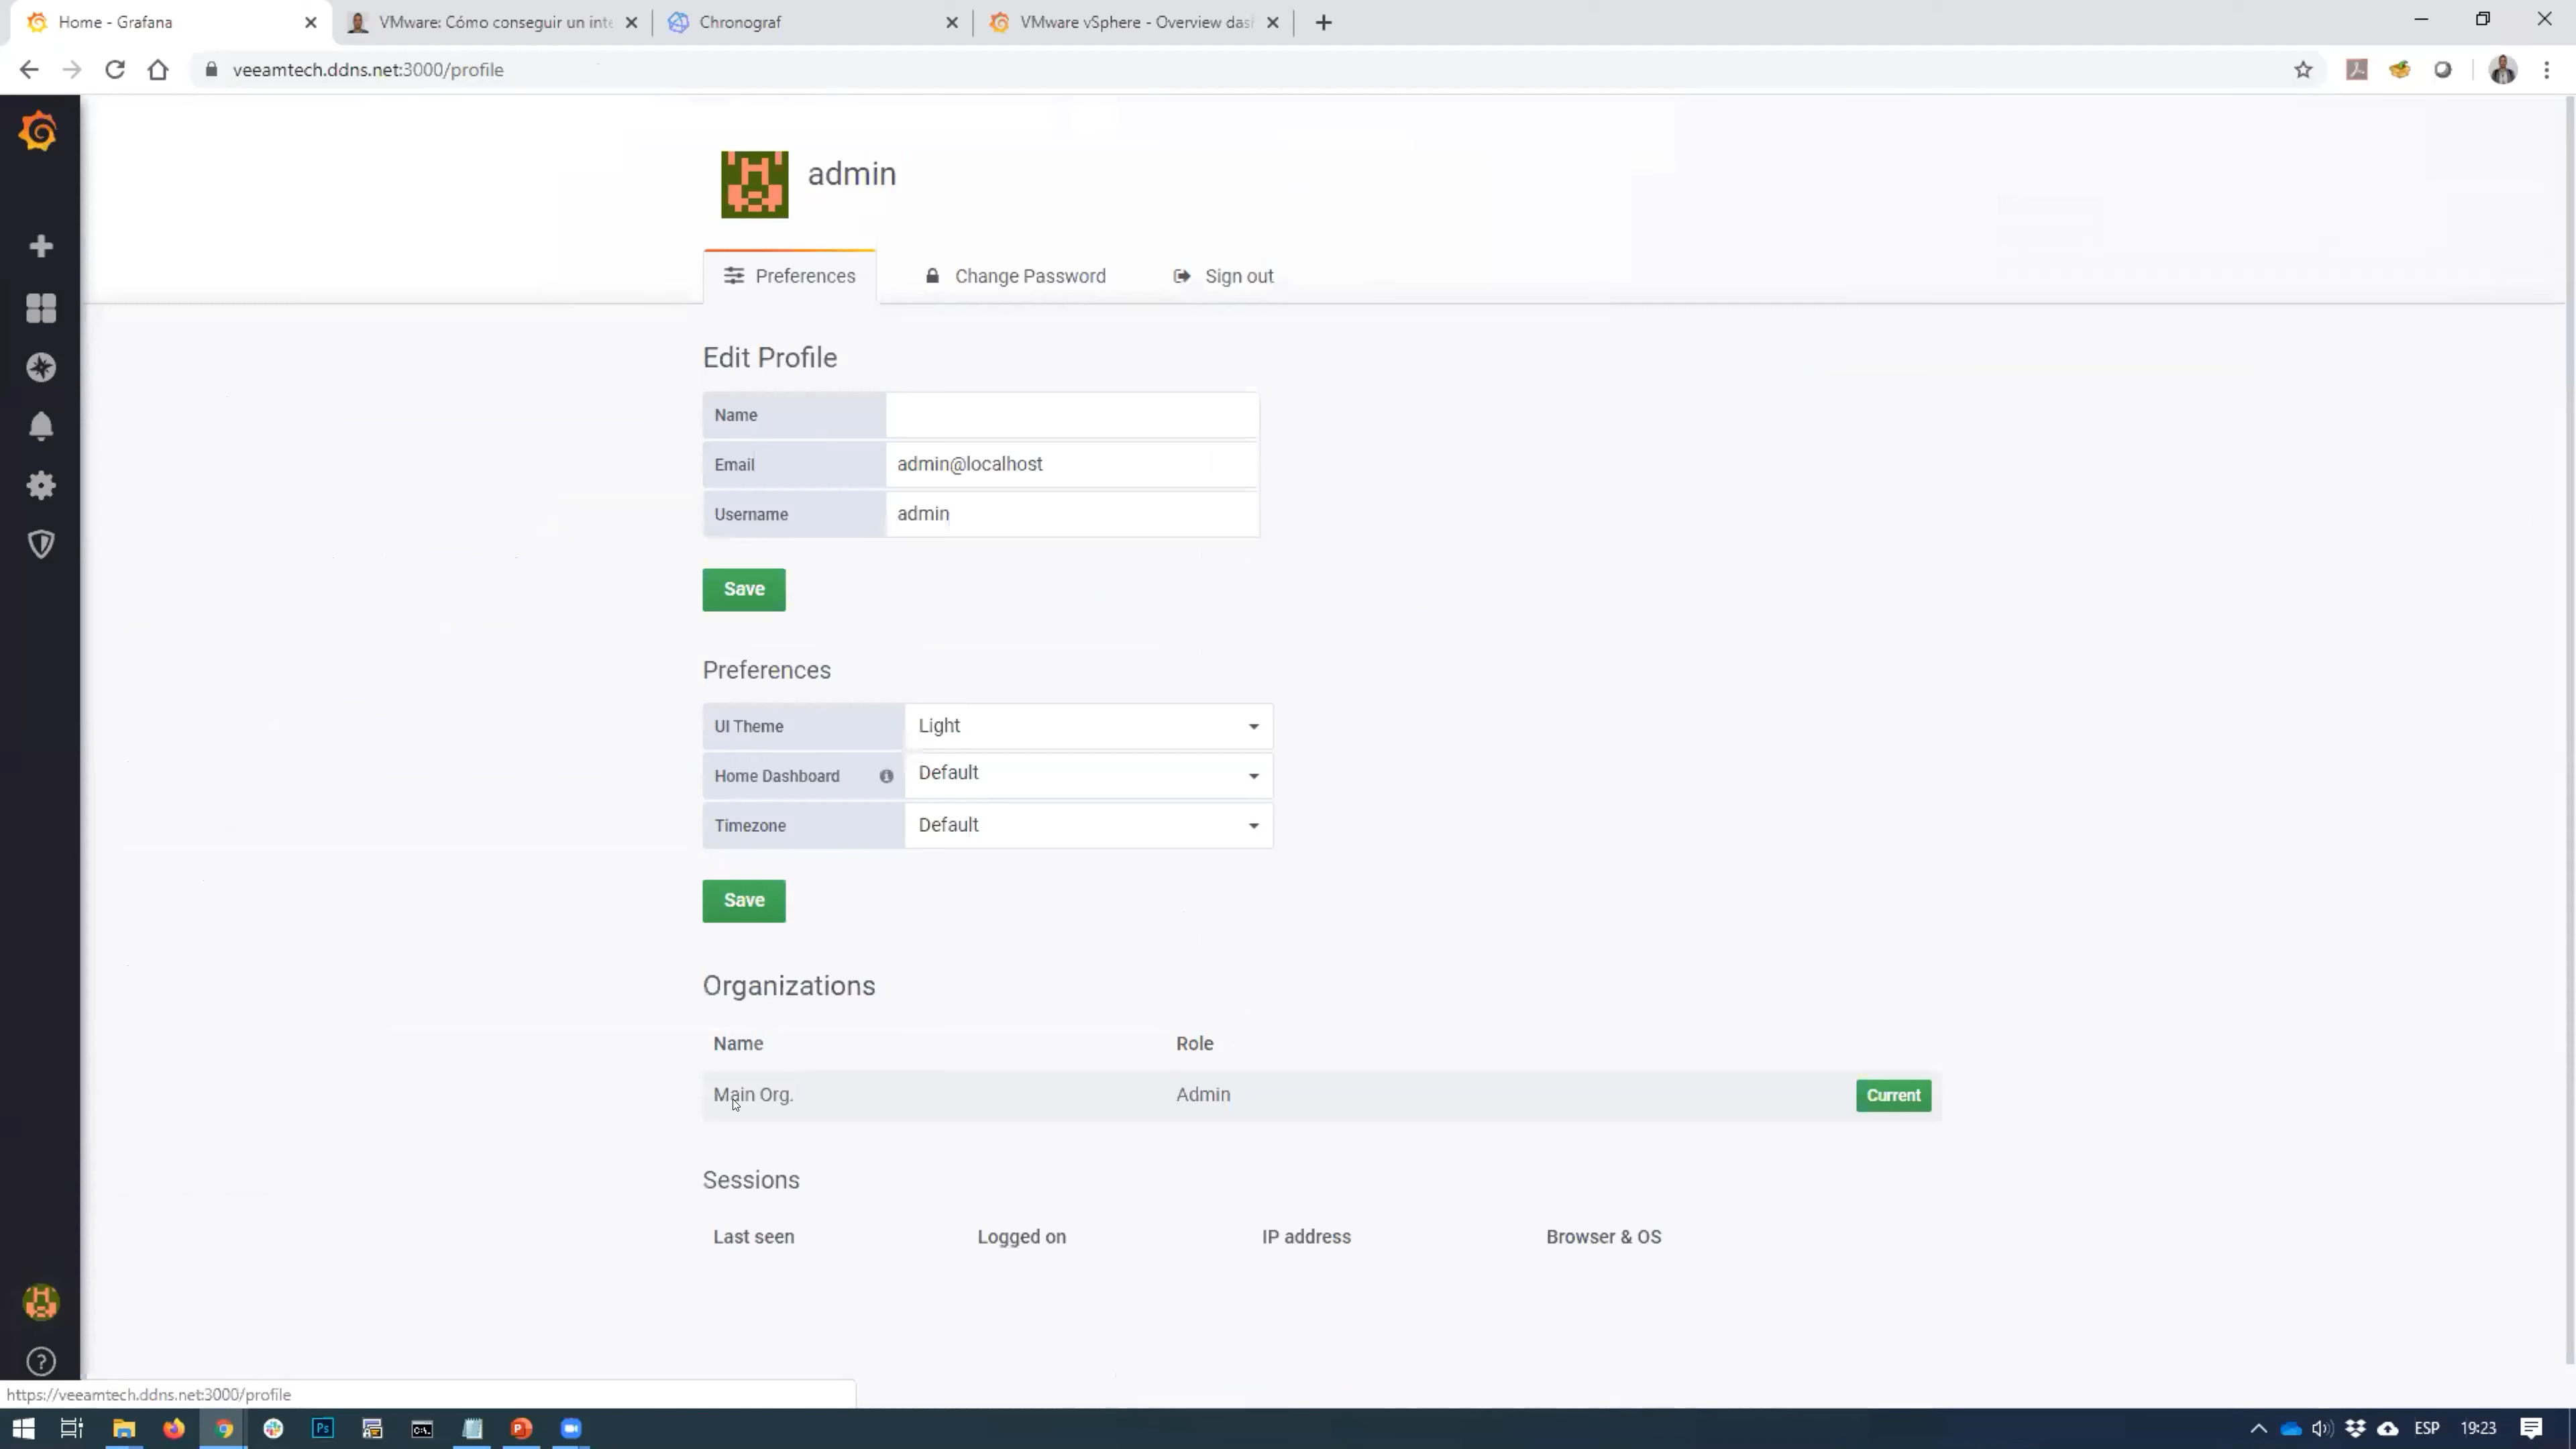 Home - Grafana
VMware: Cómo conseguir un inte
Chronograf
VMware vSphere - Overview das
veeamtech.ddns.net:3000/profile
admin
Preferences
Change Password
Sign out
Edit Profile
Name
Email admin@localhost
Username admin
Save
Preferences
UI Theme Light
Home Dashboard Default
Timezone Default
Save
Organizations
Name Role
Main Org. Admin Current
Sessions
Last seen Logged on IP address Browser & OS
https://veeamtech.ddns.net:3000/profile
Ps
P
ESP 19:23